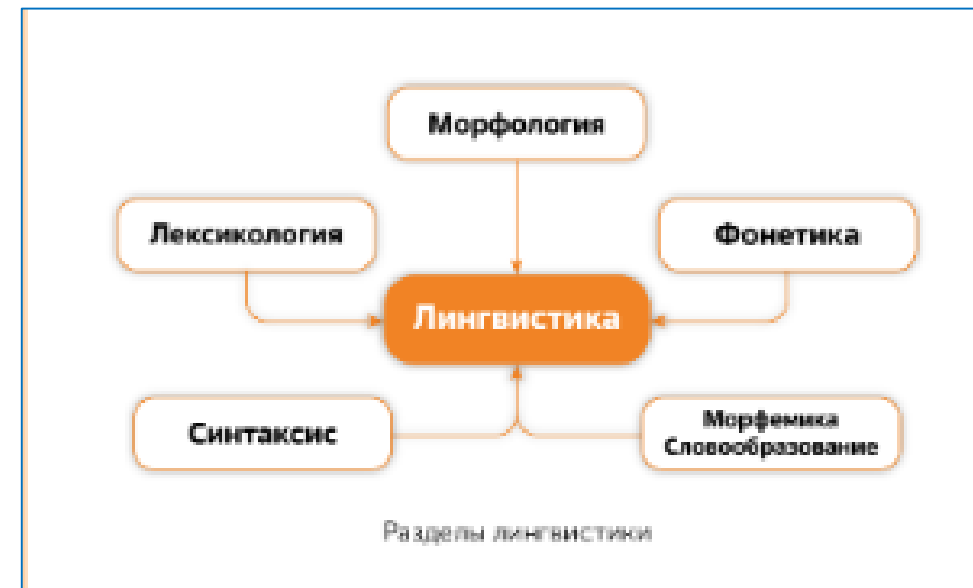 Морфология
Лексикология
Фонетика
Лингвистика
Синтаксис
Морфемика
Словообразование
Разделы лингвистики